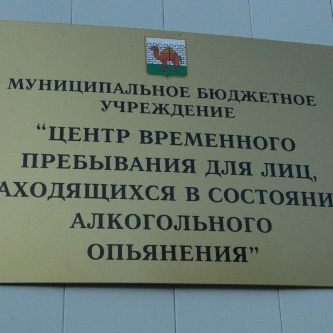 МУНИЦИПАЛЬНОЕ БЮДЖЕТНОЕ
УЧРЕЖДЕНИЕ
“ЦЕНТР ВРЕМЕННОГО
ПРЕБЫВАНИЯ ДЛЯ ЛИЦ,
АХОДЯЩИХСЯ В СОСТОЯНИ
АЛКОГОЛЬНОГО
ОПЬЯНЕНИЯ”